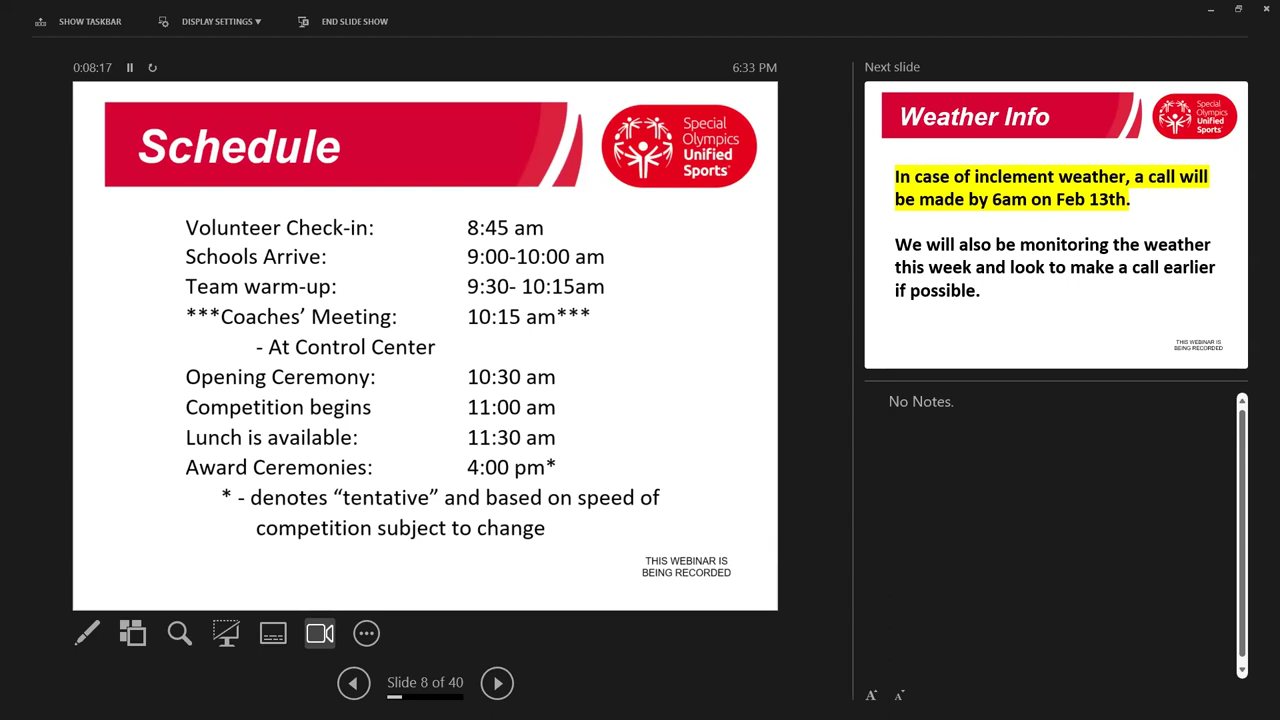 SHOW TASKBAR
DISPLAY SETTINGS
END SLIDE SHOW
0:08:17
6:33 PM
Schedule
Special
Olympics
Unified
Sports
Volunteer Check-in: 8:45 am
Schools Arrive: 9:00-10:00 am
Team warm-up: 9:30- 10:15am
***Coaches’ Meeting: 10:15 am***
- At Control Center
Opening Ceremony: 10:30 am
Competition begins 11:00 am
Lunch is available: 11:30 am
Award Ceremonies: 4:00 pm*
* - denotes “tentative” and based on speed of
competition subject to change
THIS WEBINAR IS
BEING RECORDED
Slide 8 of 40
Next slide
Weather Info
Special
Olympics
Unified
Sports
In case of inclement weather, a call will
be made by 6am on Feb 13th.
We will also be monitoring the weather
this week and look to make a call earlier
if possible.
THIS WEBINAR IS
BEING RECORDED
No Notes.
A A